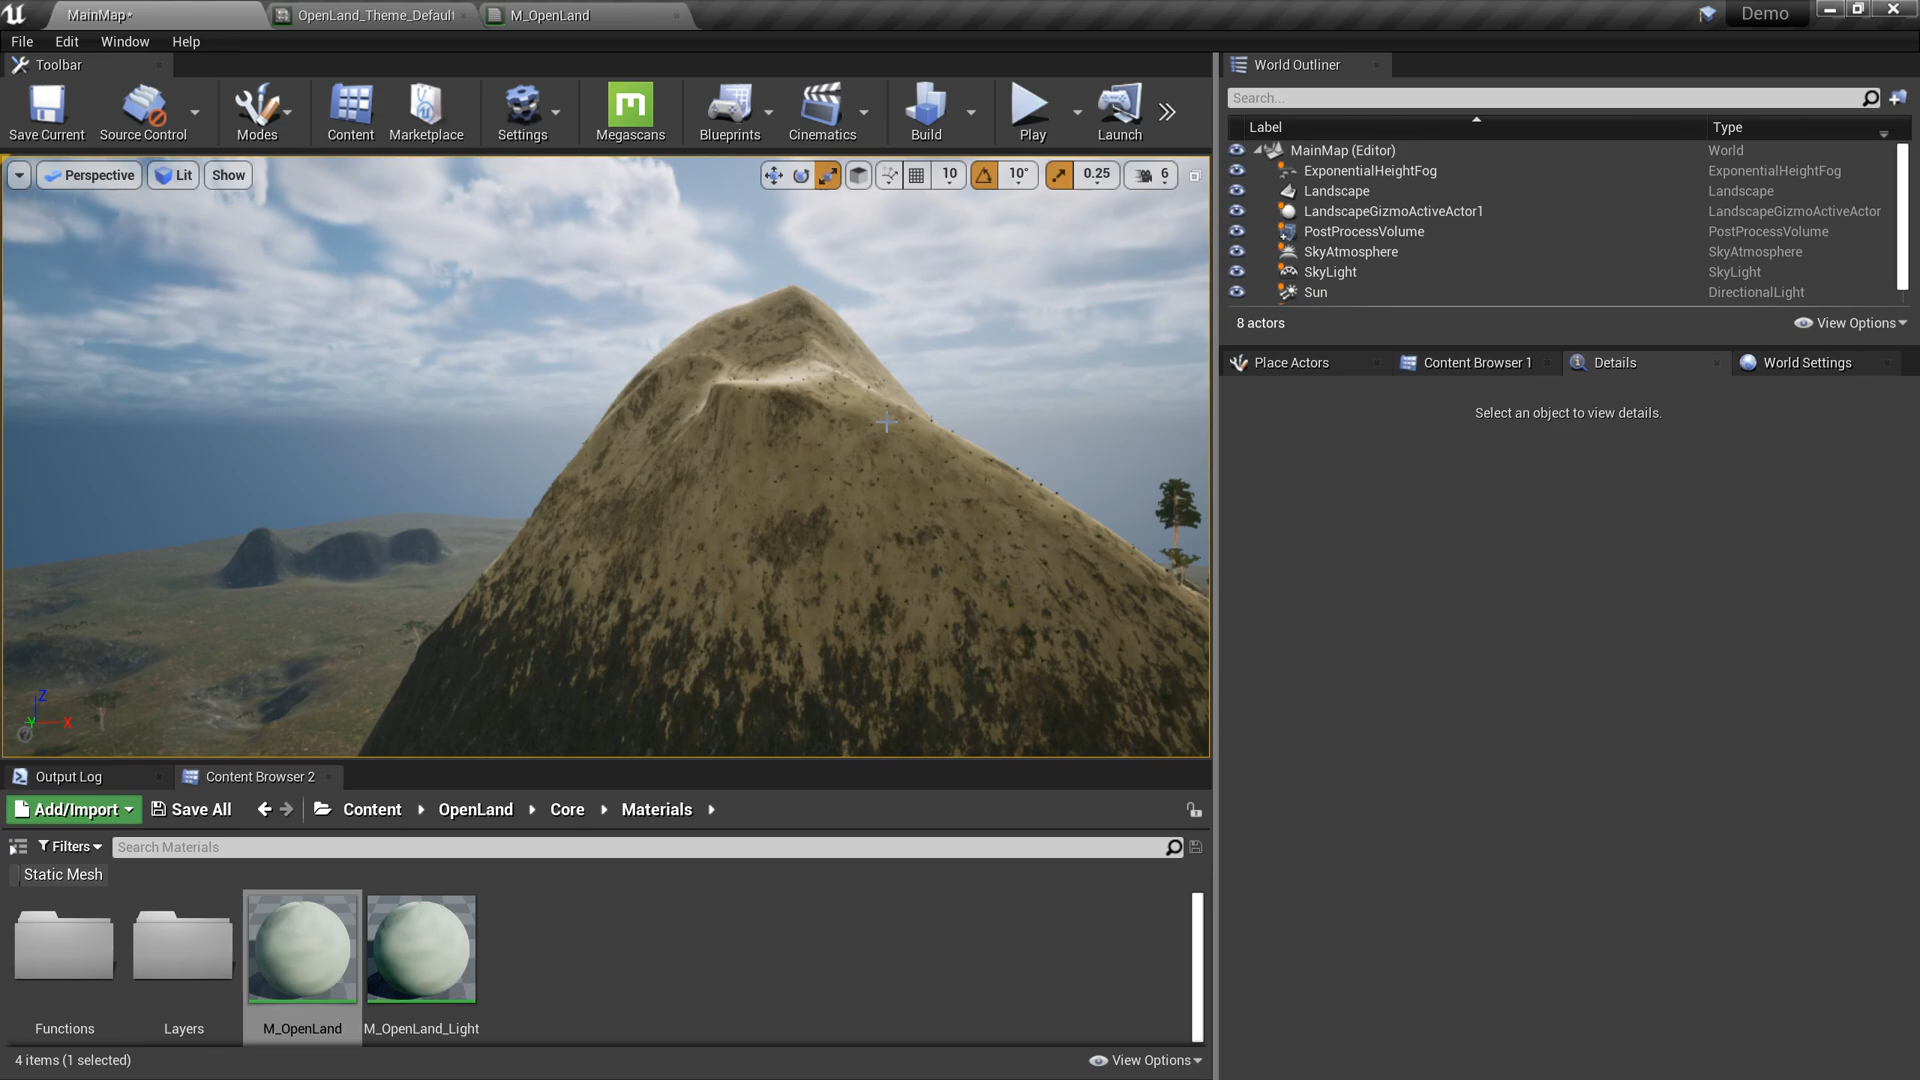 MainMap*
OpenLand_Theme_Default
M_OpenLand
Demo
File
Edit
Window
Help
Toolbar
Save Current
Source Control
Modes
Content
Marketplace
Settings
Megascans
Blueprints
Cinematics
Build
Play
Launch
Perspective
Lit
Show
10
10°
0.25
6
Z
Y
X
World Outliner
Search...
Label
Type
MainMap (Editor)
World
ExponentialHeightFog
ExponentialHeightFog
Landscape
Landscape
LandscapeGizmoActiveActor1
LandscapeGizmoActiveActor
PostProcessVolume
PostProcessVolume
SkyAtmosphere
SkyAtmosphere
SkyLight
SkyLight
Sun
DirectionalLight
8 actors
View Options
Place Actors
Content Browser 1
Details
World Settings
Select an object to view details.
Output Log
Content Browser 2
Add/Import
Save All
Content
OpenLand
Core
Materials
Filters
Search Materials
Static Mesh
Functions
Layers
M_OpenLand
M_OpenLand_Light
4 items (1 selected)
View Options